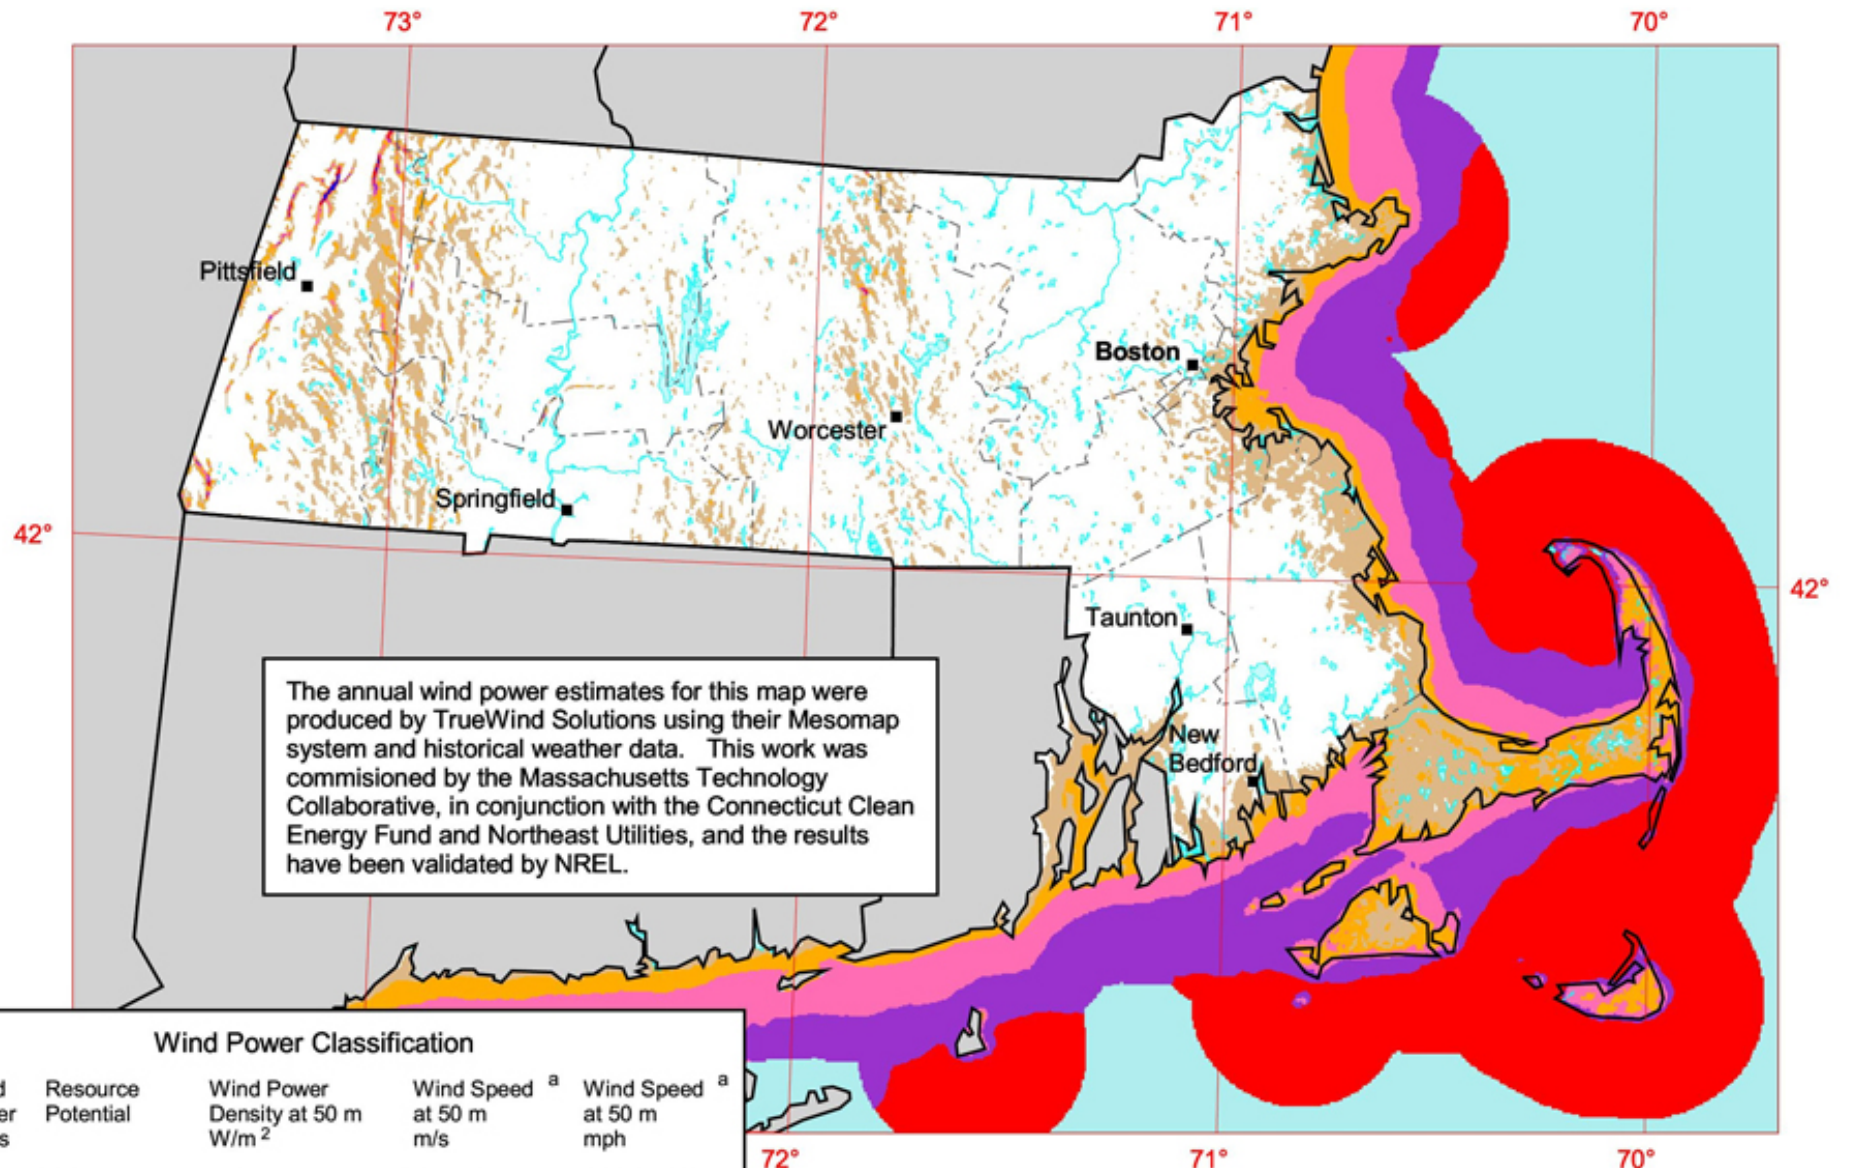 73° 72° 71° 70°
Pittsfield
Boston
Worcester
Springfield
42°
42°
Taunton
New
Bedford
The annual wind power estimates for this map were
produced by TrueWind Solutions using their Mesomap
system and historical weather data. This work was
commisioned by the Massachusetts Technology
Collaborative, in conjunction with the Connecticut Clean
Energy Fund and Northeast Utilities, and the results
have been validated by NREL.
Wind Power Classification
Resource Wind Power Wind Speed a Wind Speed a
Potential Density at 50 m at 50 m at 50 m
W/m 2 m/s mph
72° 71° 70°